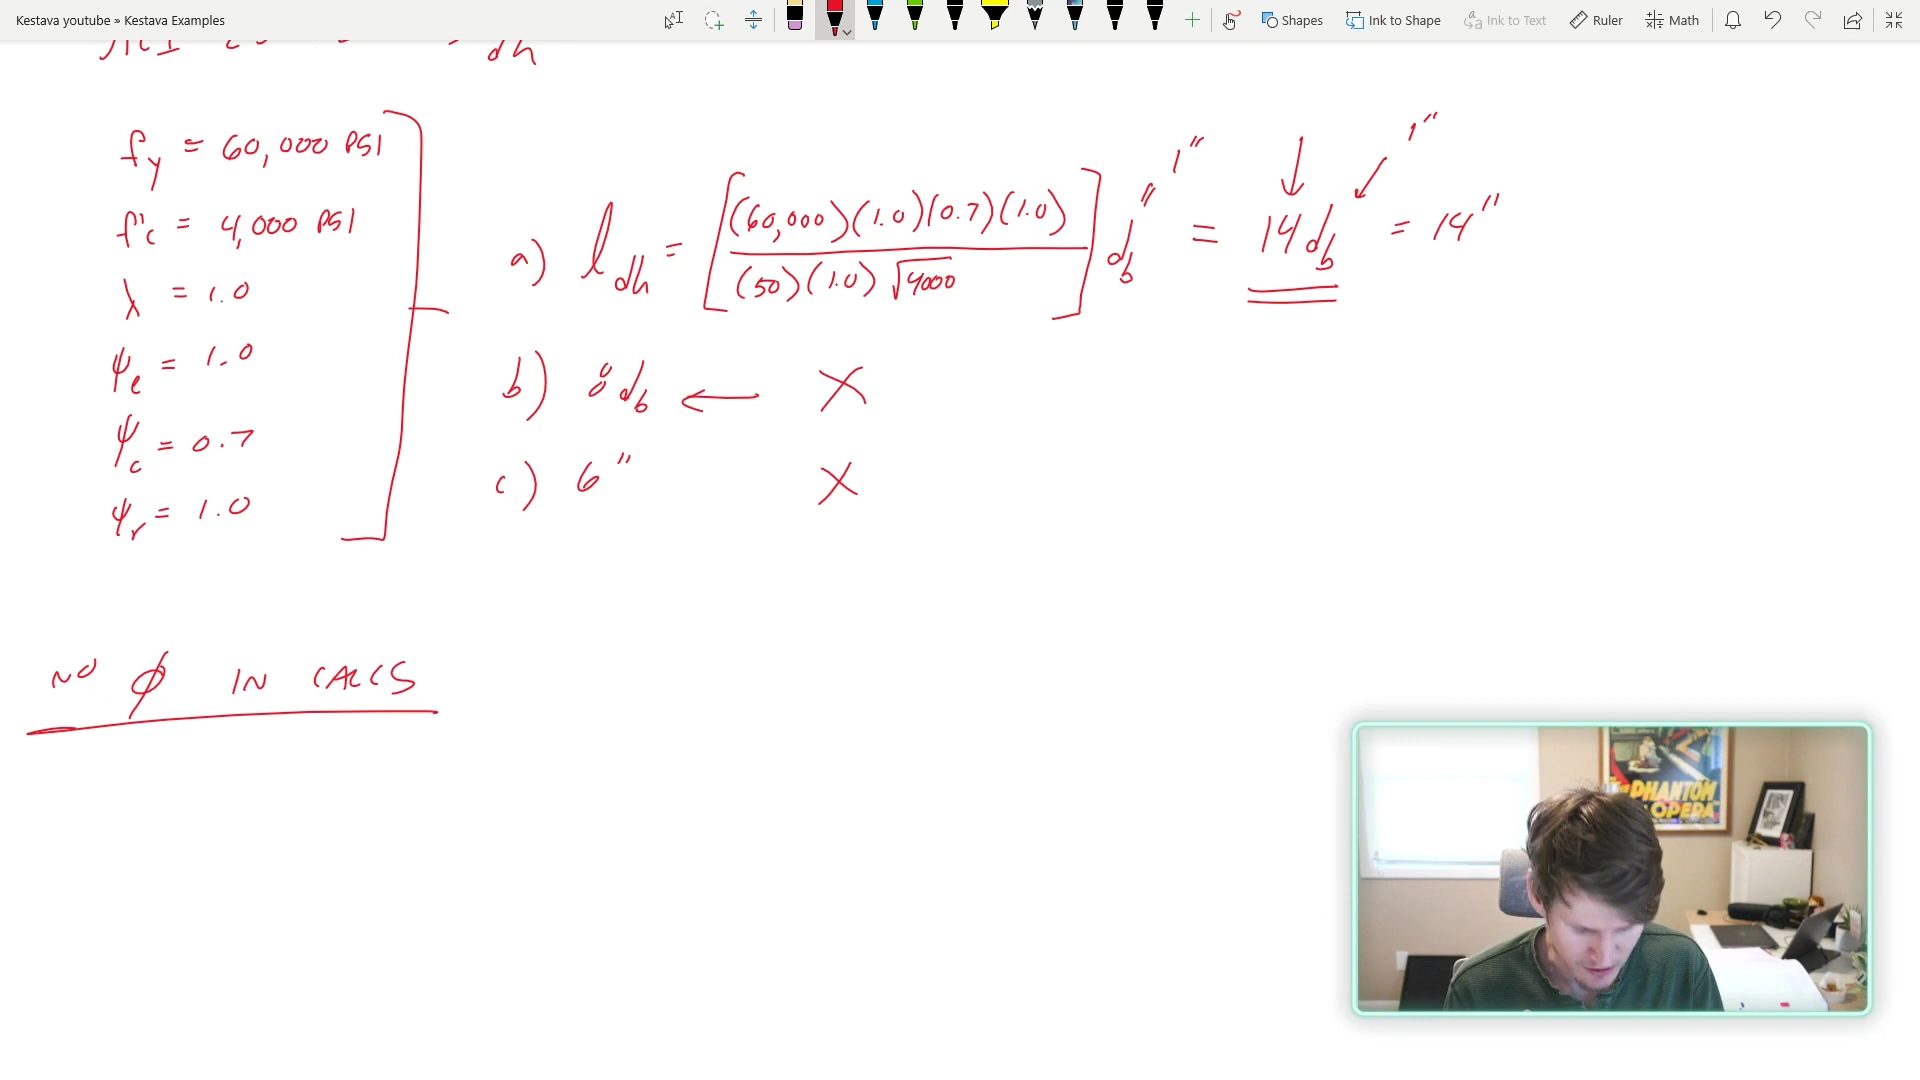 Kestava youtube » Kestava Examples
Shapes Ink to Shape Ink to Text Ruler Math
dh
fy = 60,000 PSI
f'c = 4,000 PSI
λ = 1.0
ψe = 1.0
ψc = 0.7
ψr = 1.0
a) ldh = [(60,000)(1.0)(0.7)(1.0) / (50)(1.0)√4000] db" 1" = 14db 1" = 14"
b) 8db ← X
c) 6" X
NO ϕ IN CALCS
PHANTOM
OPERA